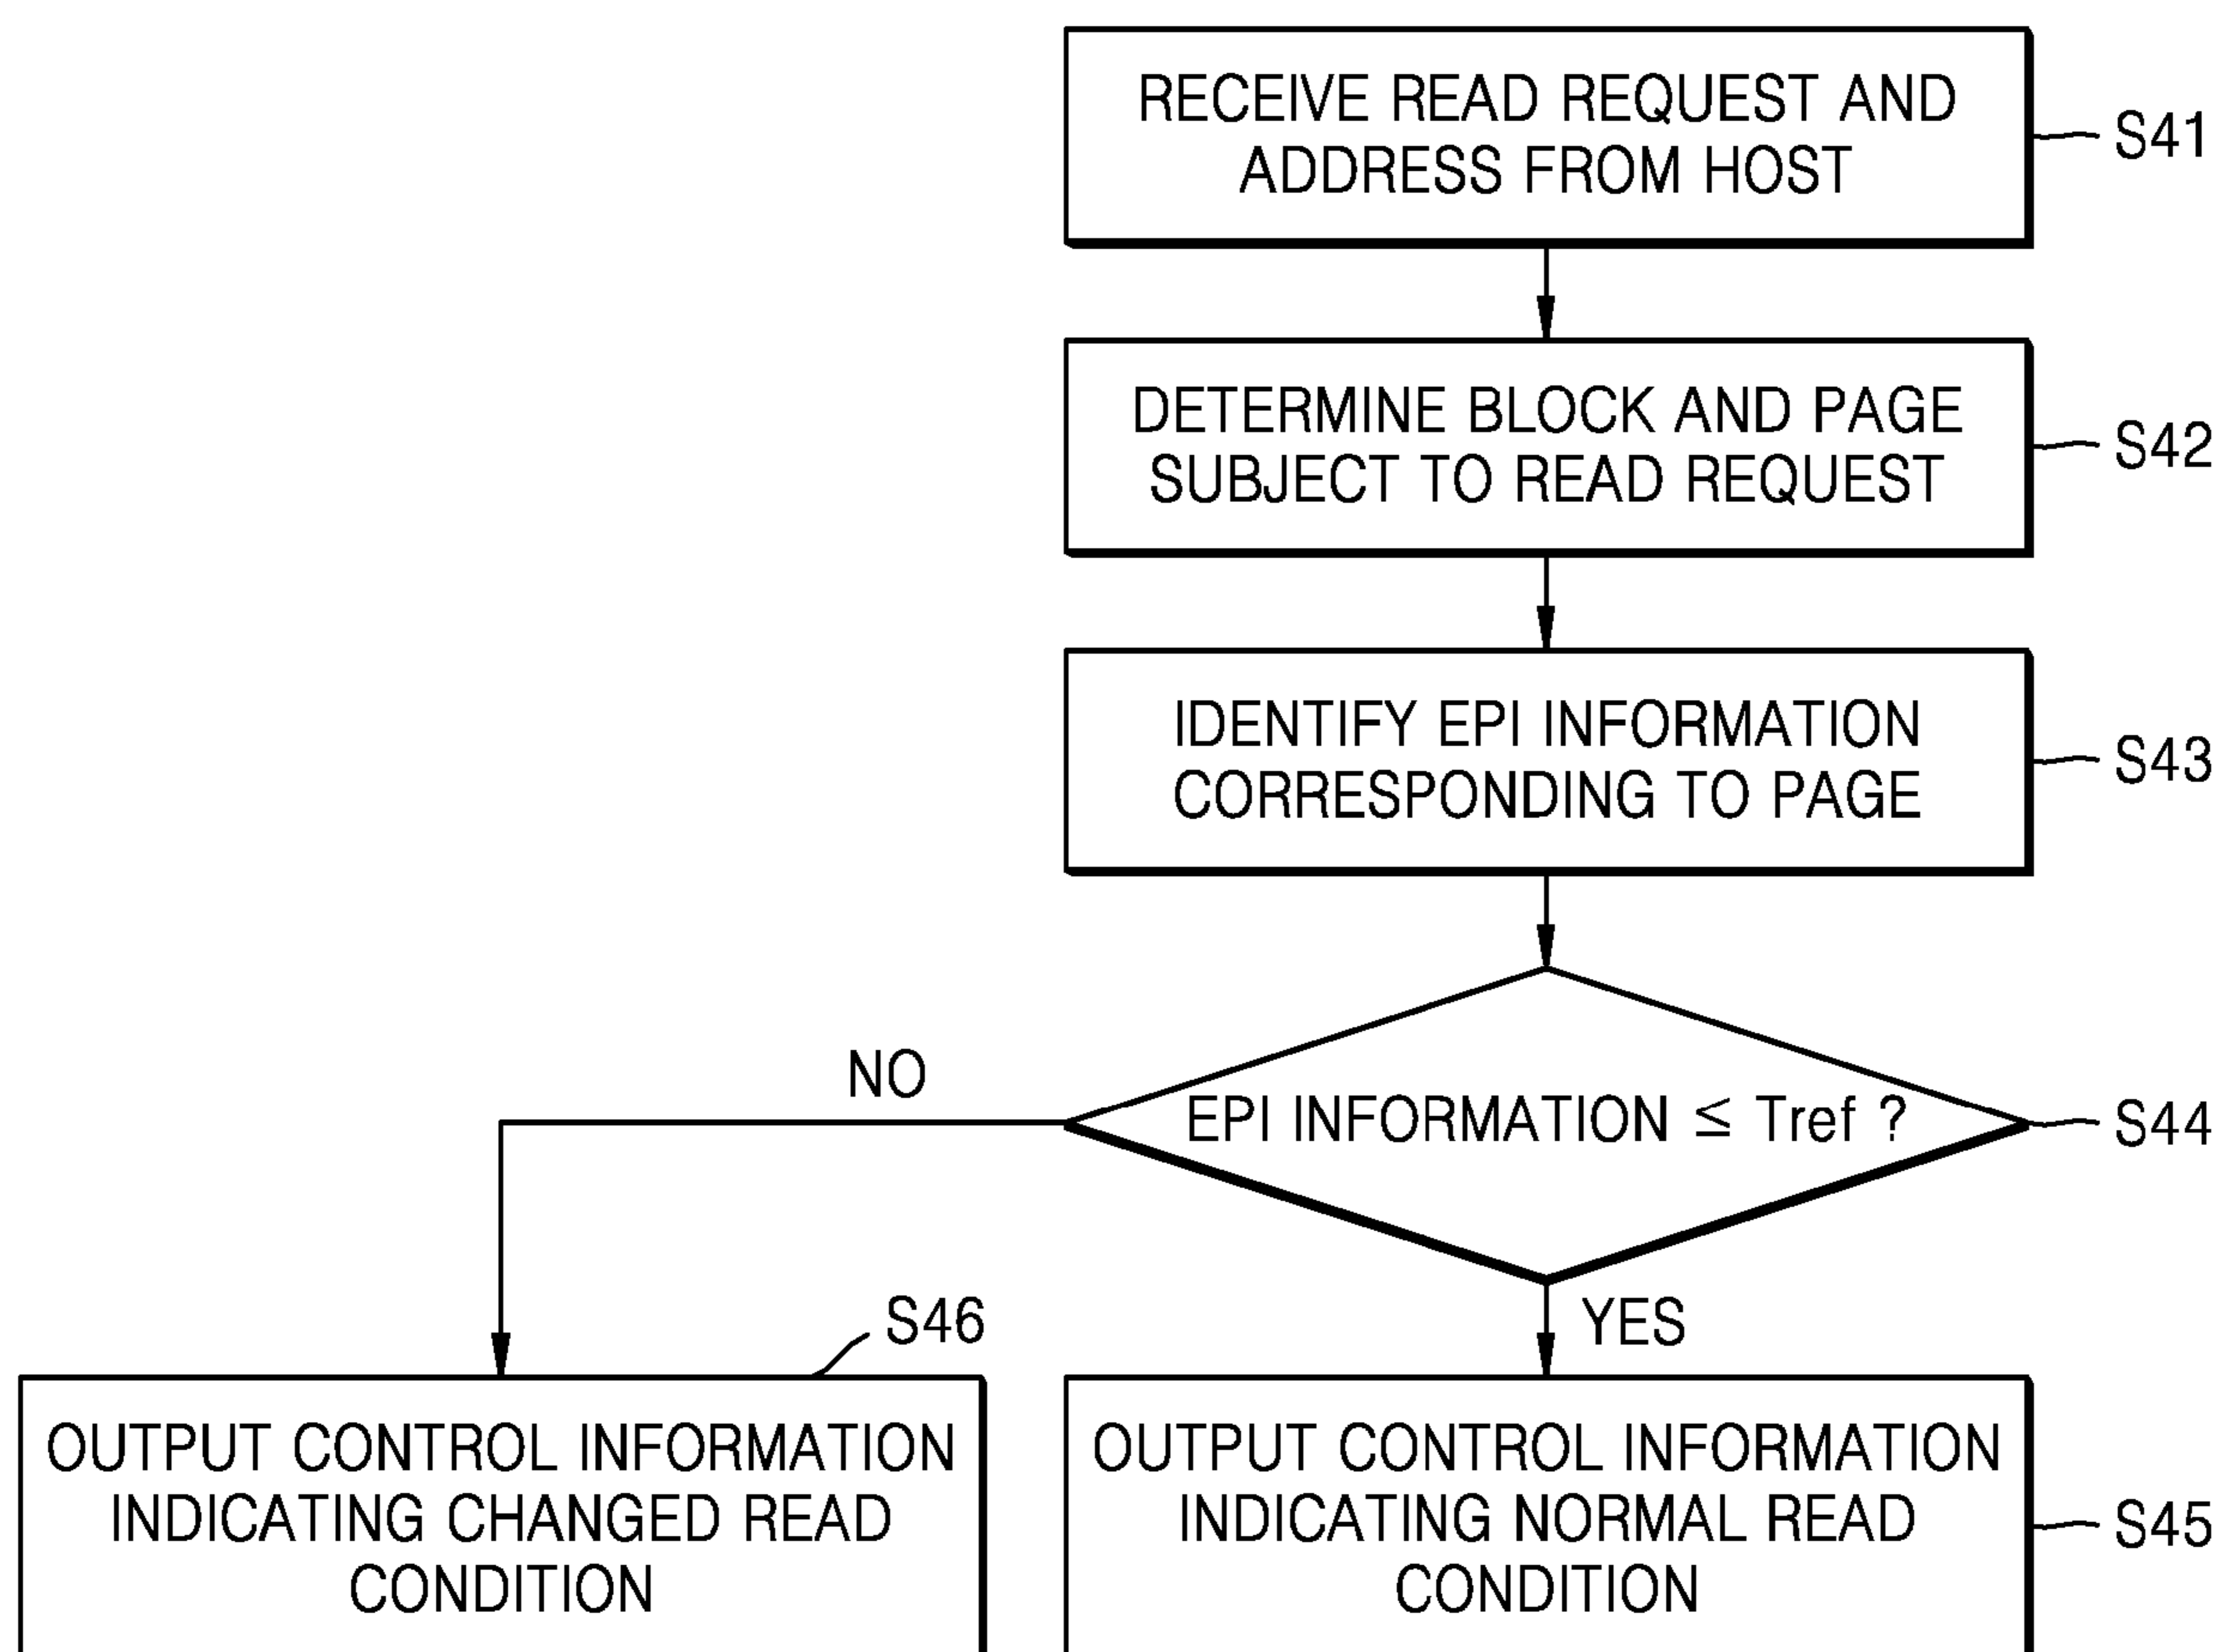 RECEIVE READ REQUEST AND
ADDRESS FROM HOST
S41
DETERMINE BLOCK AND PAGE
SUBJECT TO READ REQUEST
S42
IDENTIFY EPI INFORMATION
CORRESPONDING TO PAGE
S43
NO
EPI INFORMATION ≤ Tref ?
S44
YES
S46
OUTPUT CONTROL INFORMATION
INDICATING CHANGED READ
CONDITION
OUTPUT CONTROL INFORMATION
INDICATING NORMAL READ
CONDITION
S45